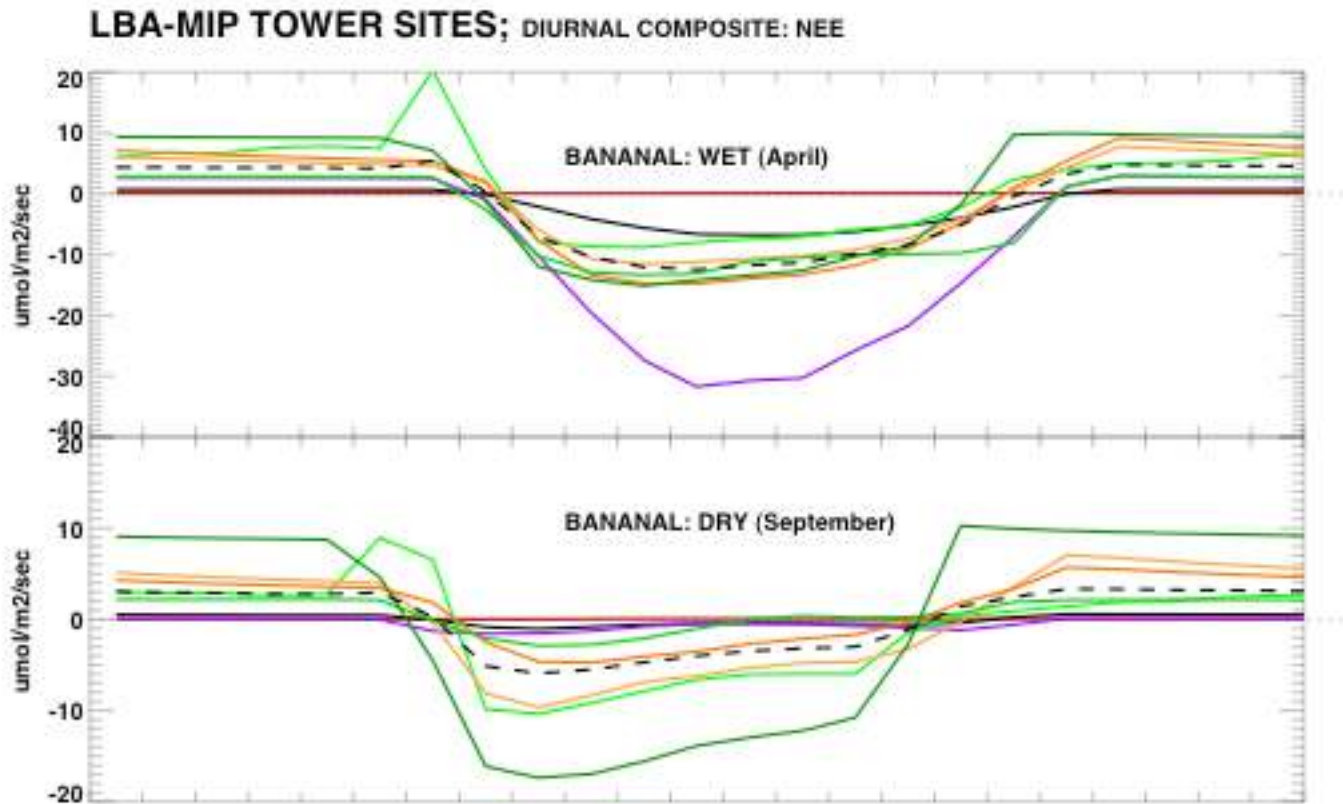 LBA-MIP TOWER SITES; DIURNAL COMPOSITE: NEE
20
10
0
-10
-20
-30
-40
umol/m2/sec
BANANAL: WET (April)
20
10
0
-10
-20
umol/m2/sec
BANANAL: DRY (September)